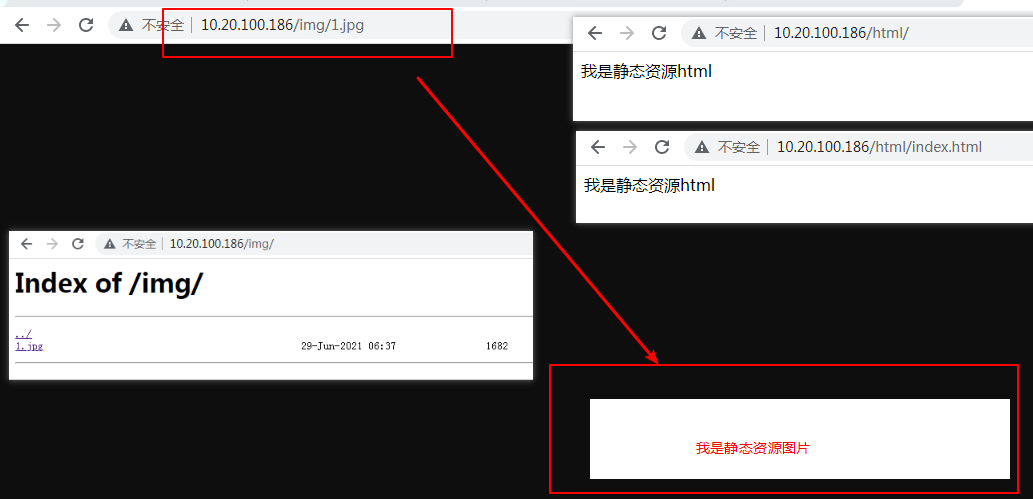 不安全 10.20.100.186/img/1.jpg
不安全 10.20.100.186/html/
我是静态资源html
不安全 10.20.100.186/html/index.html
我是静态资源html
不安全 10.20.100.186/img/
Index of /img/
../
1.jpg 29-Jun-2021 06:37 1682
我是静态资源图片